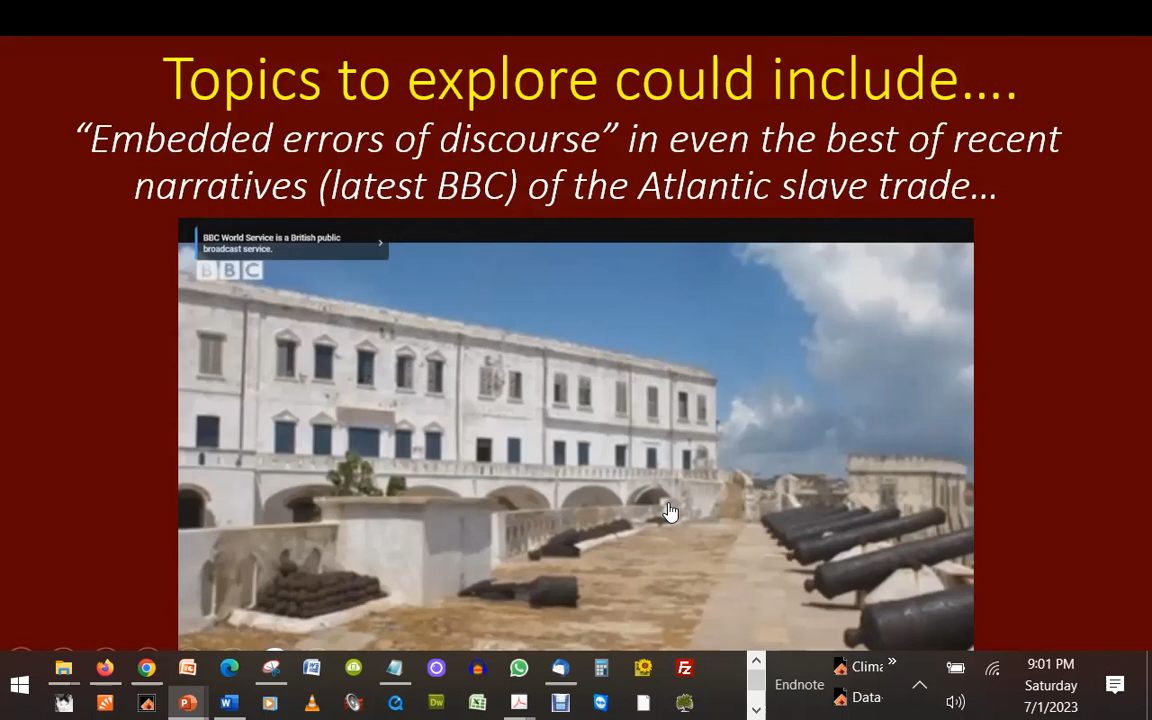 Topics to explore could include....
“Embedded errors of discourse” in even the best of recent
narratives (latest BBC) of the Atlantic slave trade...
BBC World Service is a British public
broadcast service.
BBC
Clima
Endnote
Data
9:01 PM
Saturday
7/1/2023